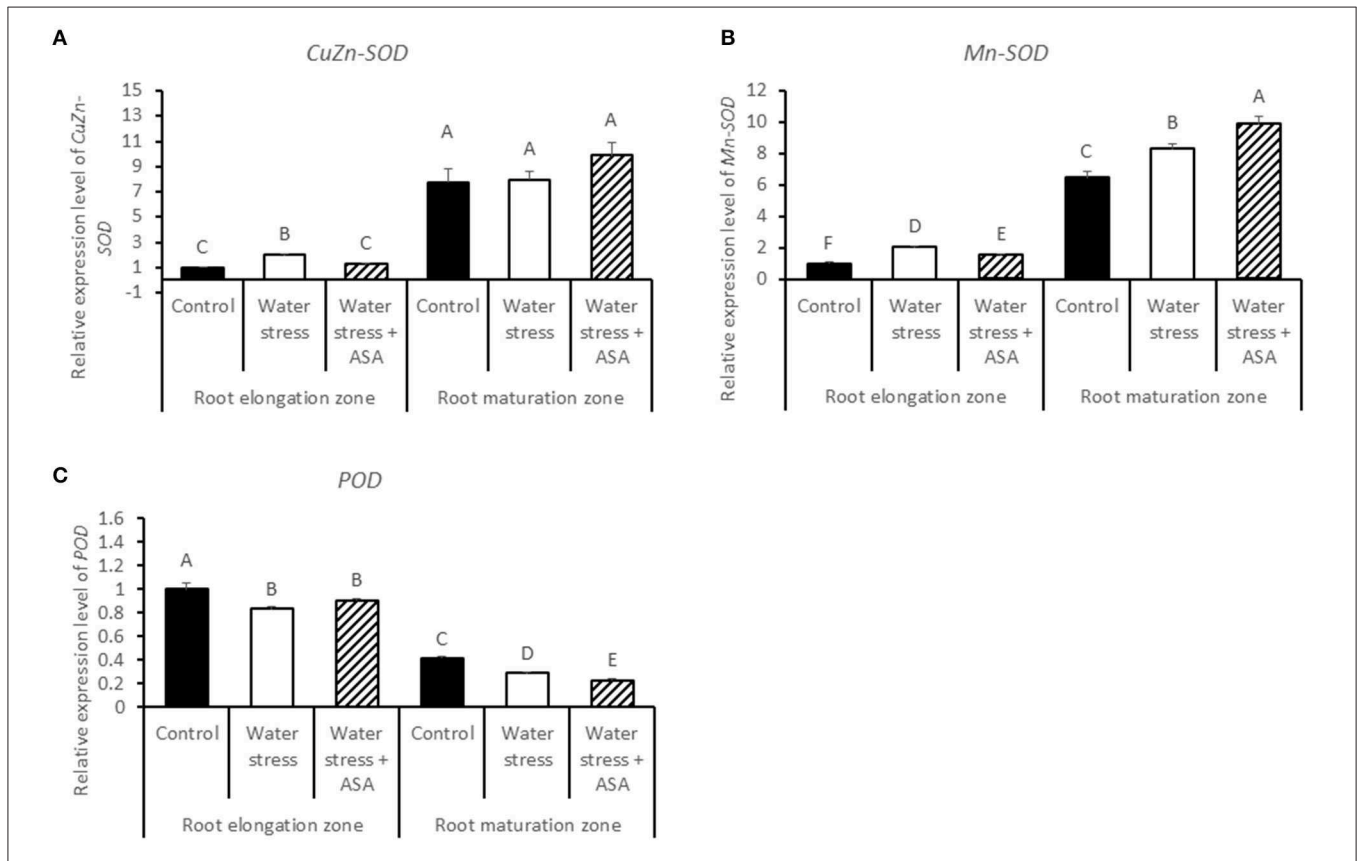 A
CuZn-SOD
Relative expression level of CuZn-
SOD
15
13
11
9
7
5
3
1
-1
C
B
C
A
A
A
Control
Water
stress
Water
stress +
ASA
Control
Water
stress
Water
stress +
ASA
Root elongation zone
Root maturation zone
B
Mn-SOD
Relative expression level of Mn-SOD
12
10
8
6
4
2
0
F
D
E
C
B
A
Control
Water
stress
Water
stress +
ASA
Control
Water
stress
Water
stress +
ASA
Root elongation zone
Root maturation zone
C
POD
Relative expression level of POD
1.6
1.4
1.2
1
0.8
0.6
0.4
0.2
0
A
B
B
C
D
E
Control
Water
stress
Water
stress +
ASA
Control
Water
stress
Water
stress +
ASA
Root elongation zone
Root maturation zone